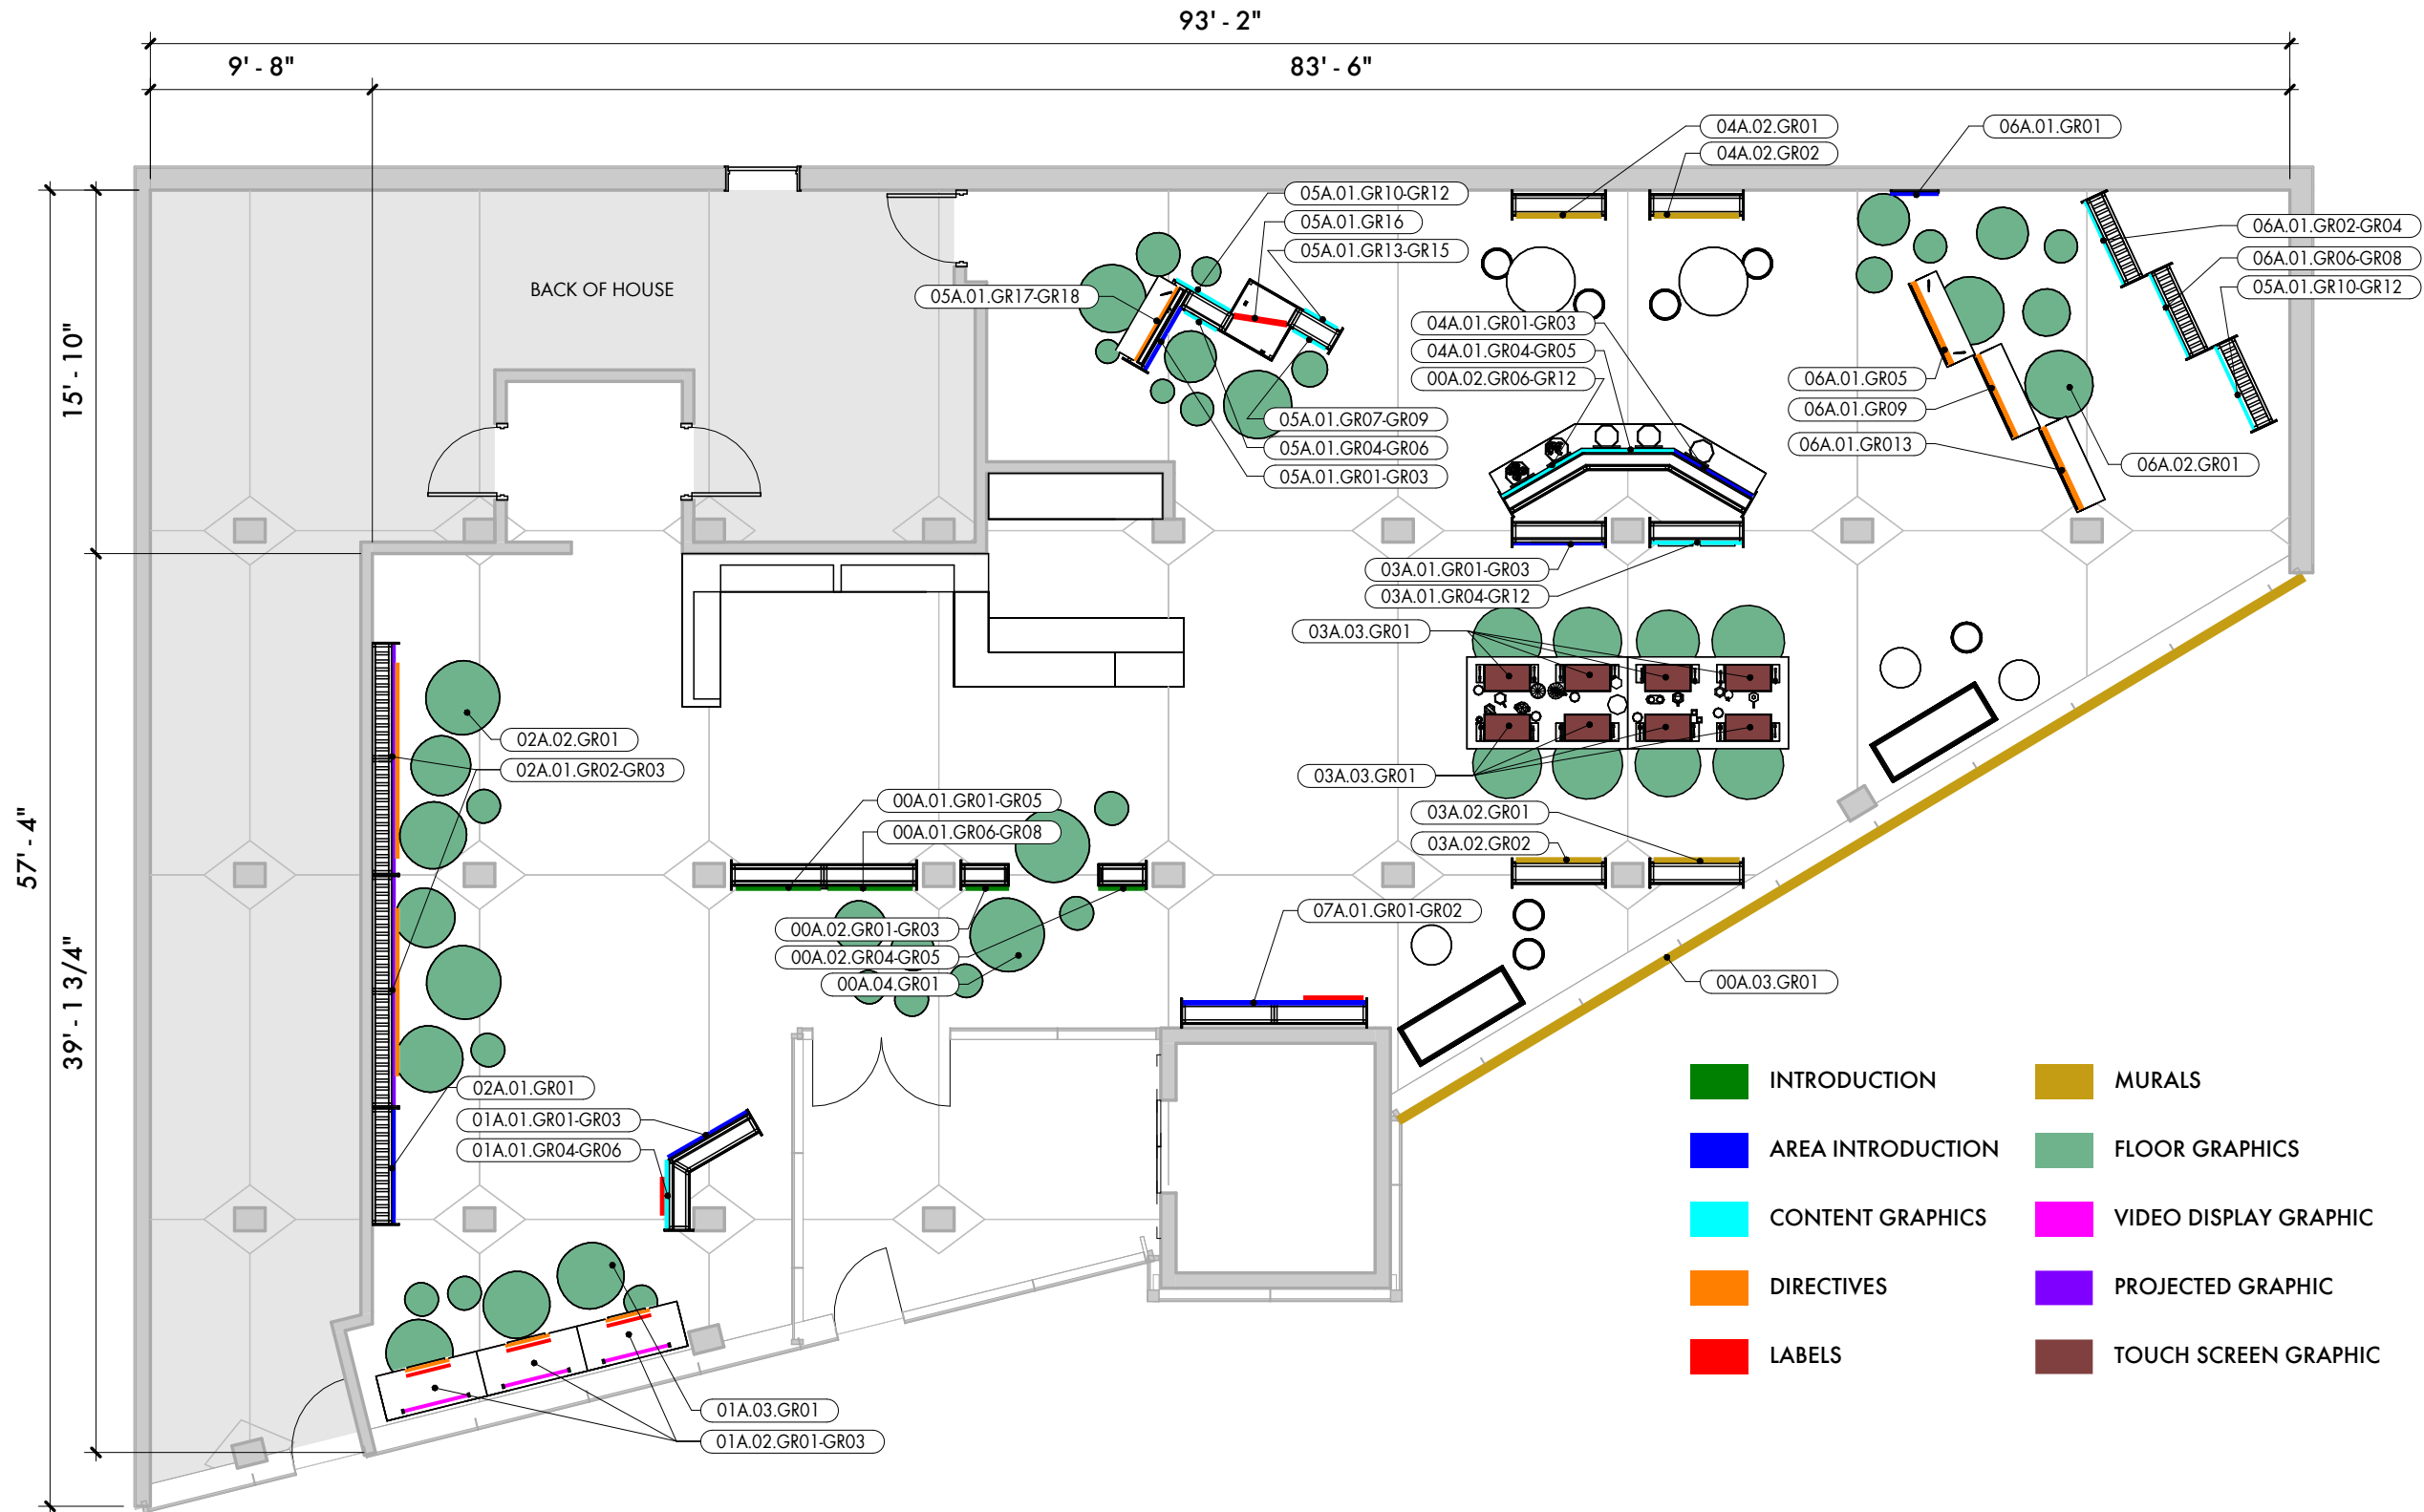 93' - 2"
9' - 8"
83' - 6"
04A.02.GR01
06A.01.GR01
04A.02.GR02
05A.01.GR10-GR12
05A.01.GR16
06A.01.GR02-GR04
05A.01.GR13-GR15
06A.01.GR06-GR08
BACK OF HOUSE
05A.01.GR17-GR18
05A.01.GR10-GR12
15' - 10"
04A.01.GR01-GR03
04A.01.GR04-GR05
00A.02.GR06-GR12
06A.01.GR05
06A.01.GR09
05A.01.GR07-GR09
06A.01.GR013
05A.01.GR04-GR06
06A.02.GR01
05A.01.GR01-GR03
03A.01.GR01-GR03
03A.01.GR04-GR12
03A.03.GR01
02A.02.GR01
02A.01.GR02-GR03
03A.03.GR01
00A.01.GR01-GR05
03A.02.GR01
00A.01.GR06-GR08
03A.02.GR02
57' - 4"
07A.01.GR01-GR02
00A.02.GR01-GR03
00A.02.GR04-GR05
00A.04.GR01
00A.03.GR01
39' - 1 3/4"
02A.01.GR01
01A.01.GR01-GR03
01A.01.GR04-GR06
INTRODUCTION
MURALS
AREA INTRODUCTION
FLOOR GRAPHICS
CONTENT GRAPHICS
VIDEO DISPLAY GRAPHIC
DIRECTIVES
PROJECTED GRAPHIC
LABELS
TOUCH SCREEN GRAPHIC
01A.03.GR01
01A.02.GR01-GR03